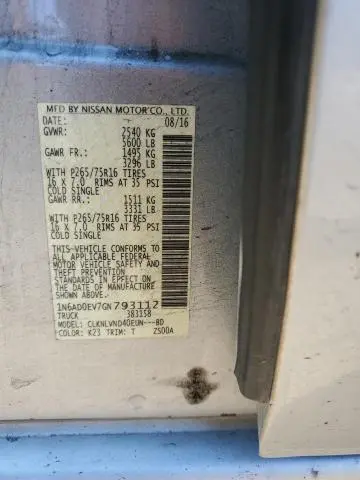 MFD BY NISSAN MOTOR CO., LTD.
DATE: 08/16
GVWR: 2540 KG
5600 LB
GAWR FR.: 1495 KG
3296 LB
WITH P265/75R16 TIRES
16 X 7.0 RIMS AT 35 PSI
COLD SINGLE
GAWR RR.: 1511 KG
3331 LB
WITH P265/75R16 TIRES
16 X 7.0 RIMS AT 35 PSI
COLD SINGLE
THIS VEHICLE CONFORMS TO
ALL APPLICABLE FEDERAL
MOTOR VEHICLE SAFETY AND
THEFT PREVENTION
STANDARDS IN EFFECT ON
THE DATE OF MANUFACTURE
SHOWN ABOVE.
1N6AD0EV7GN793112
TRUCK 383158
MODEL: CLKNLVND40EUN---BD
COLOR: K23 TRIM: T ZS00A